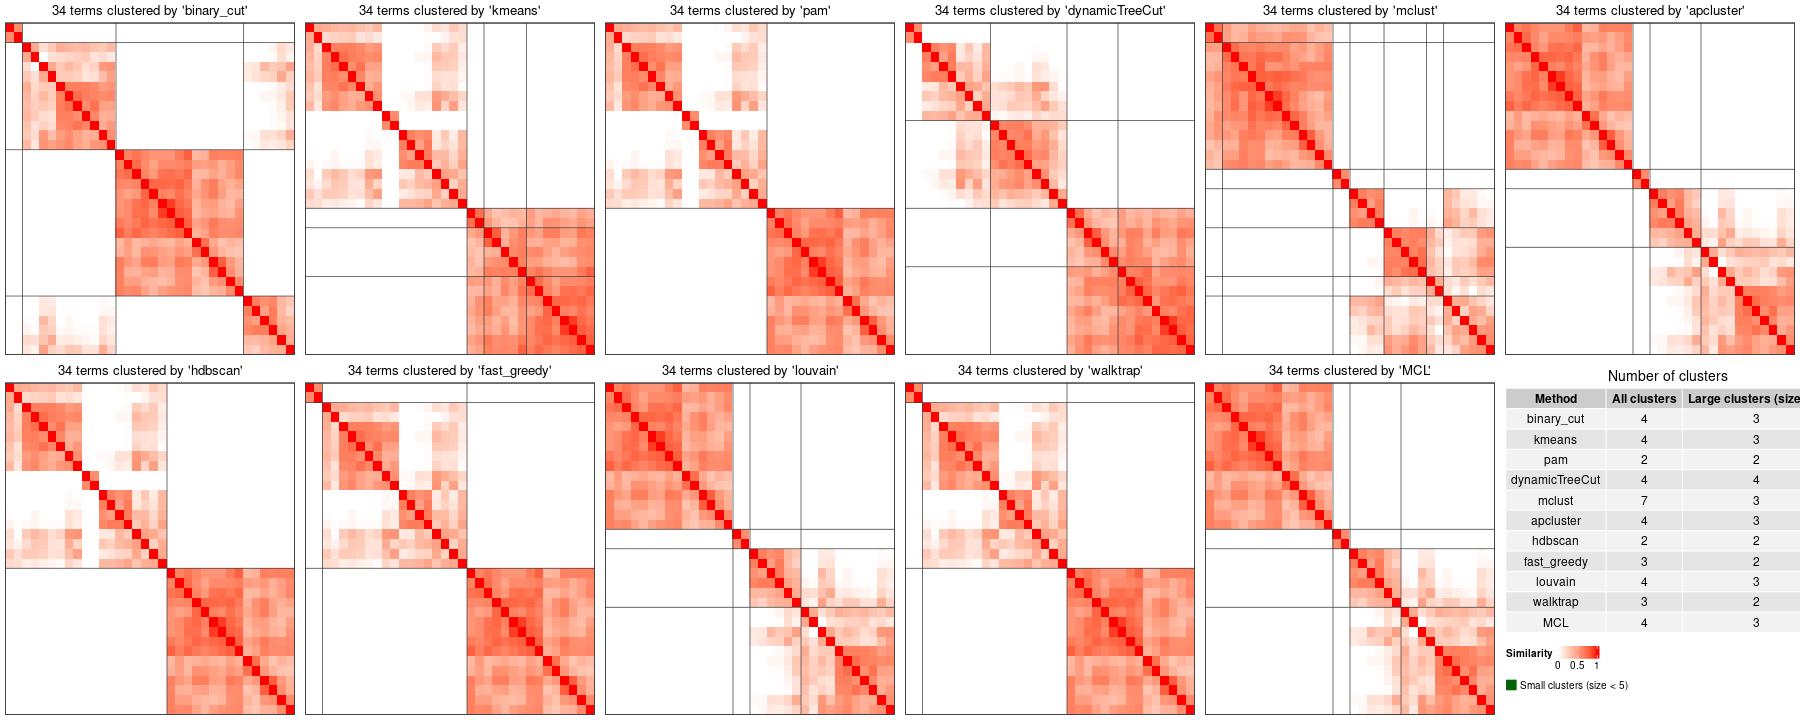 34 terms clustered by 'binary_cut'
34 terms clustered by 'kmeans'
34 terms clustered by 'pam'
34 terms clustered by 'dynamicTreeCut'
34 terms clustered by 'mclust'
34 terms clustered by 'apcluster'
34 terms clustered by 'hdbscan'
34 terms clustered by 'fast_greedy'
34 terms clustered by 'louvain'
34 terms clustered by 'walktrap'
34 terms clustered by 'MCL'
Number of clusters
Method All clusters Large clusters (size
binary_cut 4 3
kmeans 4 3
pam 2 2
dynamicTreeCut 4 4
mclust 7 3
apcluster 4 3
hdbscan 2 2
fast_greedy 3 2
louvain 4 3
walktrap 3 2
MCL 4 3
Similarity
0 0.5 1
Small clusters (size < 5)